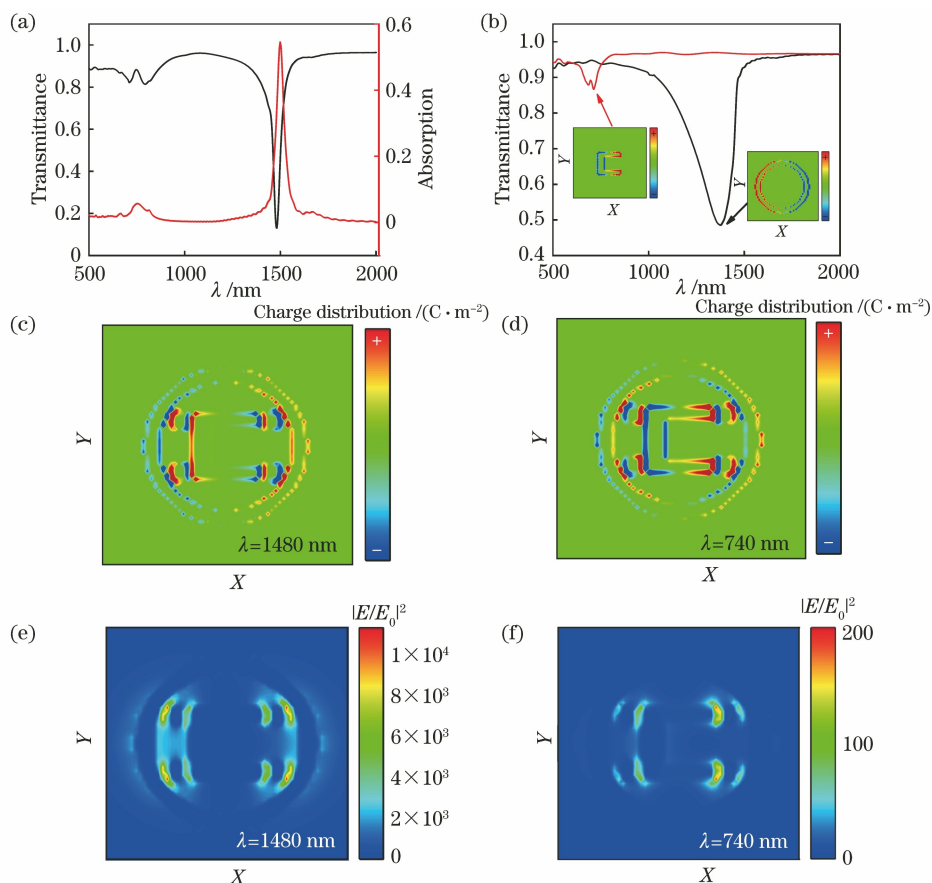 (a)
0.6
1.0
0.8
0.6
0.4
0.2
Transmittance
0.4
0.2
0
Absorption
500
1000
1500
2000
λ /nm
(b)
1.0
0.9
0.8
0.7
0.6
0.5
0.4
Transmittance
Y
X
+
−
Y
X
+
−
500
1000
1500
2000
λ /nm
(c)
Charge distribution /(C · m⁻²)
+
−
Y
λ=1480 nm
X
(d)
Charge distribution /(C · m⁻²)
+
−
Y
λ=740 nm
X
(e)
|E/E₀|²
1×10⁴
8×10³
6×10³
4×10³
2×10³
0
Y
λ=1480 nm
X
(f)
|E/E₀|²
200
100
0
Y
λ=740 nm
X